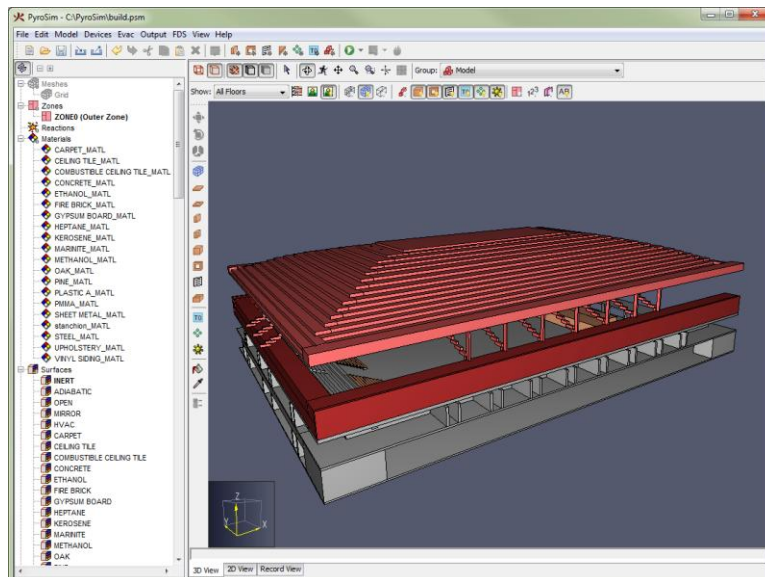 PyroSim - C:\PyroSim\build.psm
File Edit Model Devices Evac Output FDS View Help
Group: Model
Show: All Floors
Meshes
Grid
Zones
ZONE0 (Outer Zone)
Reactions
Materials
CARPET_MATL
CEILING TILE_MATL
COMBUSTIBLE CEILING TILE_MATL
CONCRETE_MATL
ETHANOL_MATL
FIRE BRICK_MATL
GYPSUM BOARD_MATL
HEPTANE_MATL
KEROSENE_MATL
MARINITE_MATL
METHANOL_MATL
OAK_MATL
PINE_MATL
PLASTIC A_MATL
PMMA_MATL
SHEET METAL_MATL
stanchion_MATL
STEEL_MATL
UPHOLSTERY_MATL
VINYL SIDING_MATL
Surfaces
INERT
ADIABATIC
OPEN
MIRROR
HVAC
CARPET
CEILING TILE
COMBUSTIBLE CEILING TILE
CONCRETE
ETHANOL
FIRE BRICK
GYPSUM BOARD
HEPTANE
KEROSENE
MARINITE
METHANOL
OAK
Z
Y
X
3D View 2D View Record View